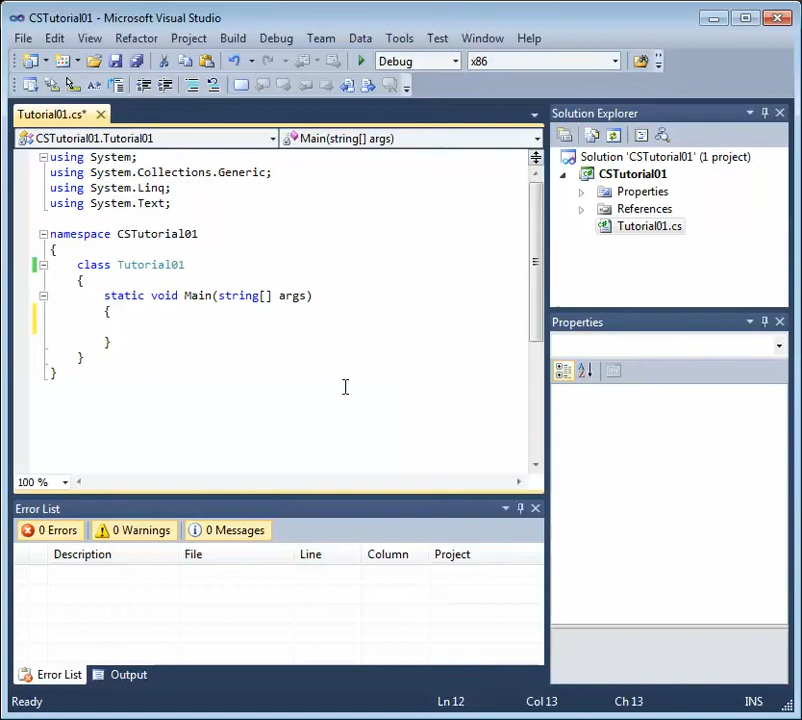 CSTutorial01 - Microsoft Visual Studio
File Edit View Refactor Project Build Debug Team Data Tools Test Window Help
Debug x86
Tutorial01.cs*
CSTutorial01.Tutorial01 Main(string[] args)
using System;
using System.Collections.Generic;
using System.Linq;
using System.Text;
namespace CSTutorial01
{
class Tutorial01
{
static void Main(string[] args)
{
}
}
}
100 %
Solution Explorer
Solution 'CSTutorial01' (1 project)
CSTutorial01
Properties
References
Tutorial01.cs
Properties
Error List
0 Errors 0 Warnings 0 Messages
Description File Line Column Project
Error List Output
Ready Ln 12 Col 13 Ch 13 INS